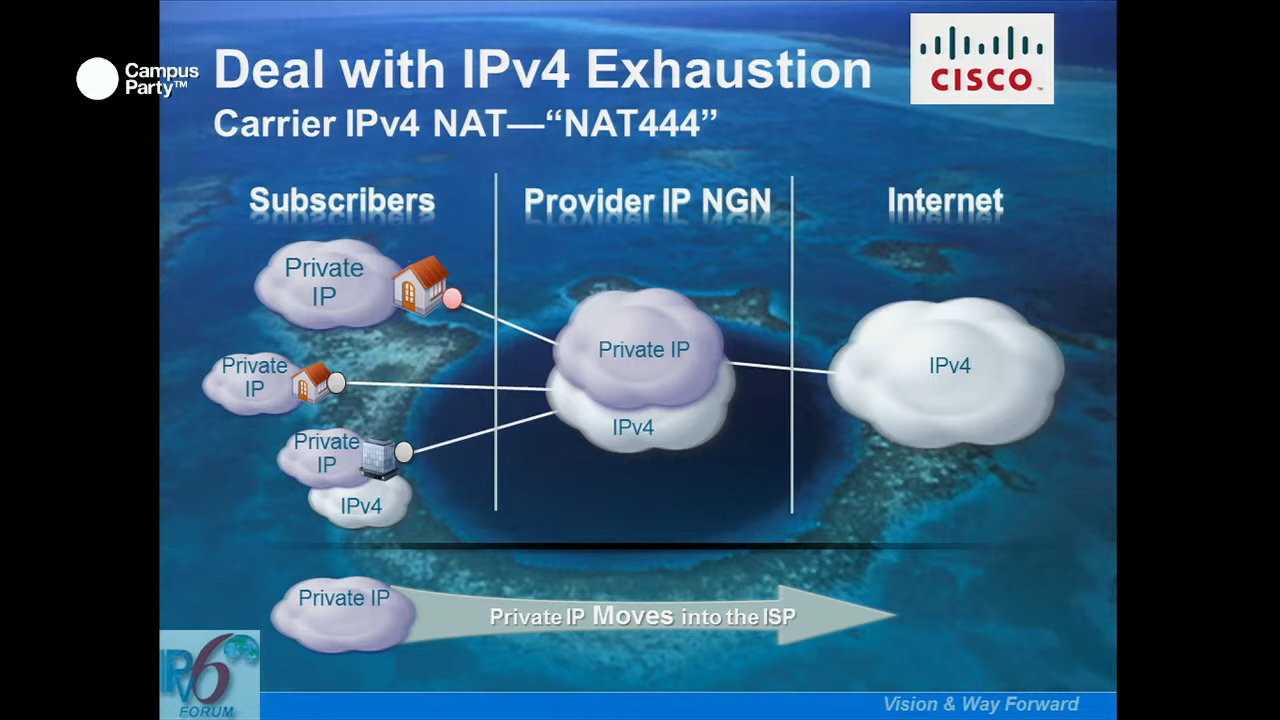 Campus
Party™
Deal with IPv4 Exhaustion
CISCO™
Carrier IPv4 NAT—“NAT444”
Subscribers
Provider IP NGN
Internet
Private
IP
Private IP
IPv4
IPv4
Private
IP
Private
IP
IPv4
Private IP
Private IP Moves into the ISP
IPv6
FORUM
Vision & Way Forward